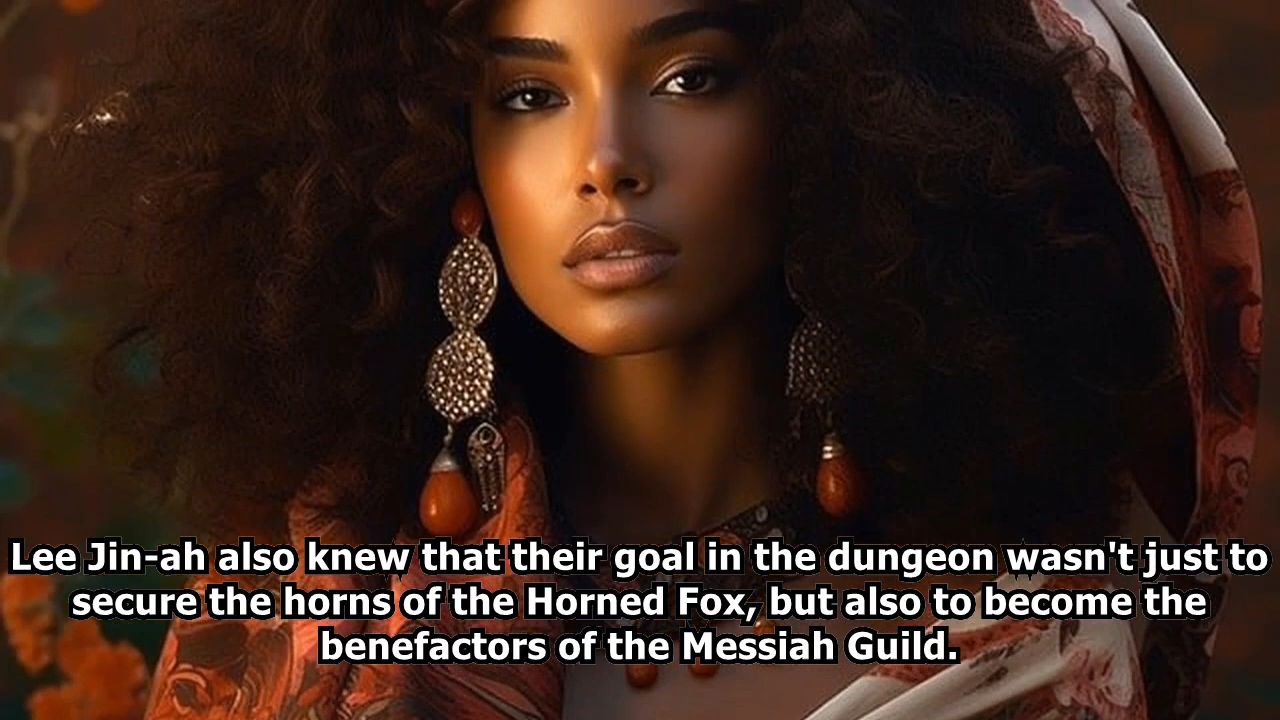 Lee Jin-ah also knew that their goal in the dungeon wasn't just to
secure the horns of the Horned Fox, but also to become the
benefactors of the Messiah Guild.